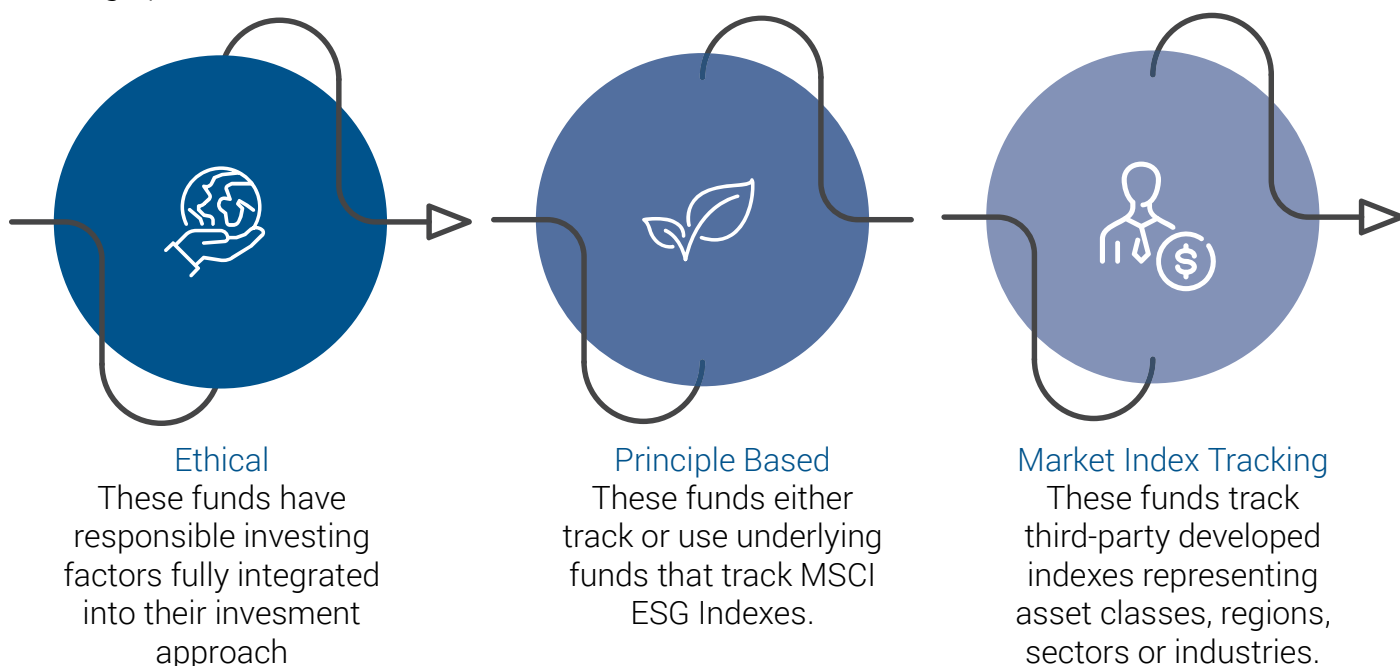 Ethical
These funds have
responsible investing
factors fully integrated
into their invesment
approach
Principle Based
These funds either
track or use underlying
funds that track MSCI
ESG Indexes.
Market Index Tracking
These funds track
third-party developed
indexes representing
asset classes, regions,
sectors or industries.
$